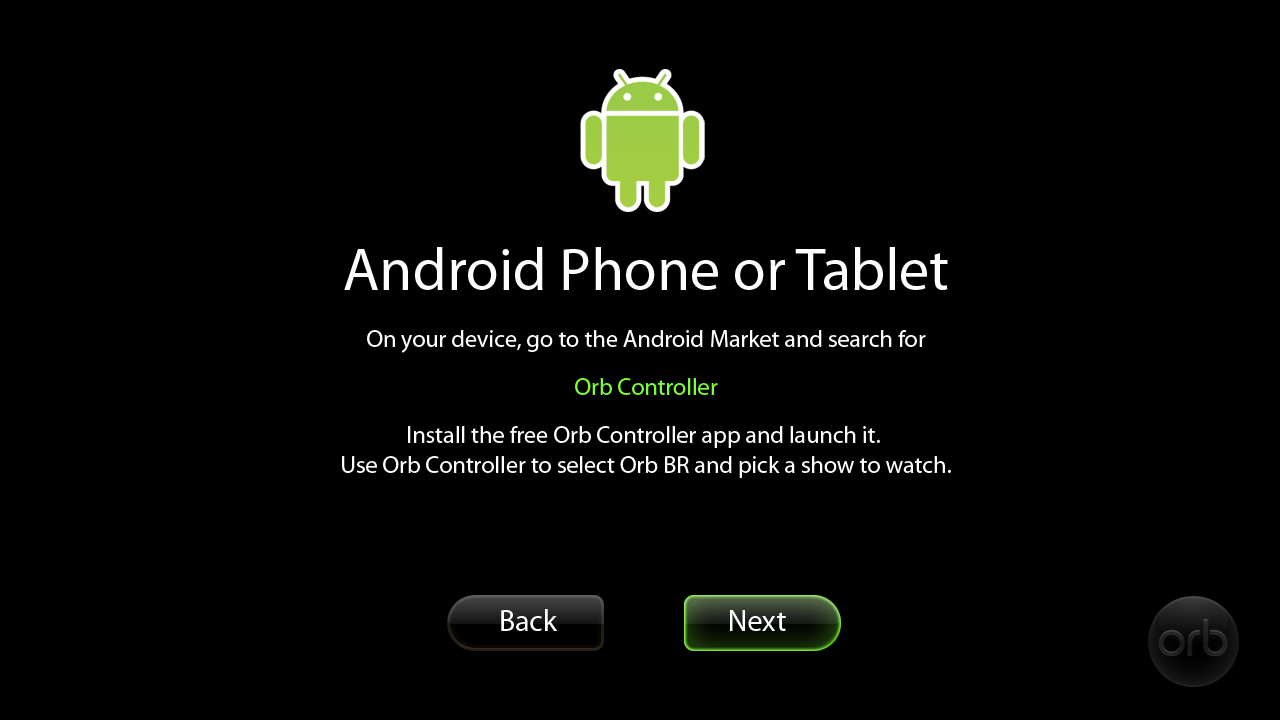 Android Phone or Tablet
On your device, go to the Android Market and search for
Orb Controller
Install the free Orb Controller app and launch it.
Use Orb Controller to select Orb BR and pick a show to watch.
Back
Next
orb